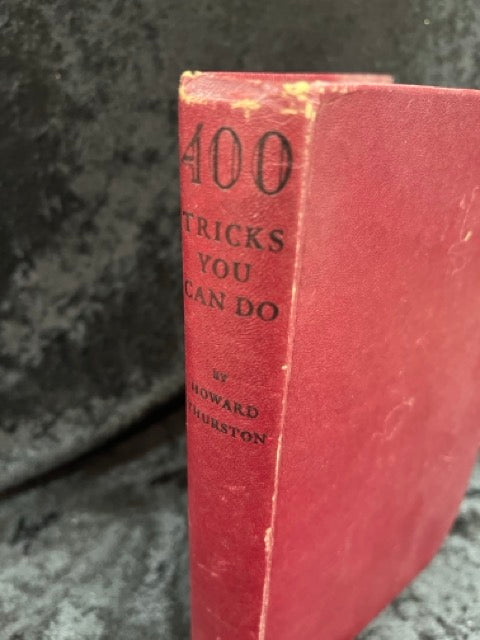 400
TRICKS
YOU
CAN DO
BY
HOWARD
THURSTON